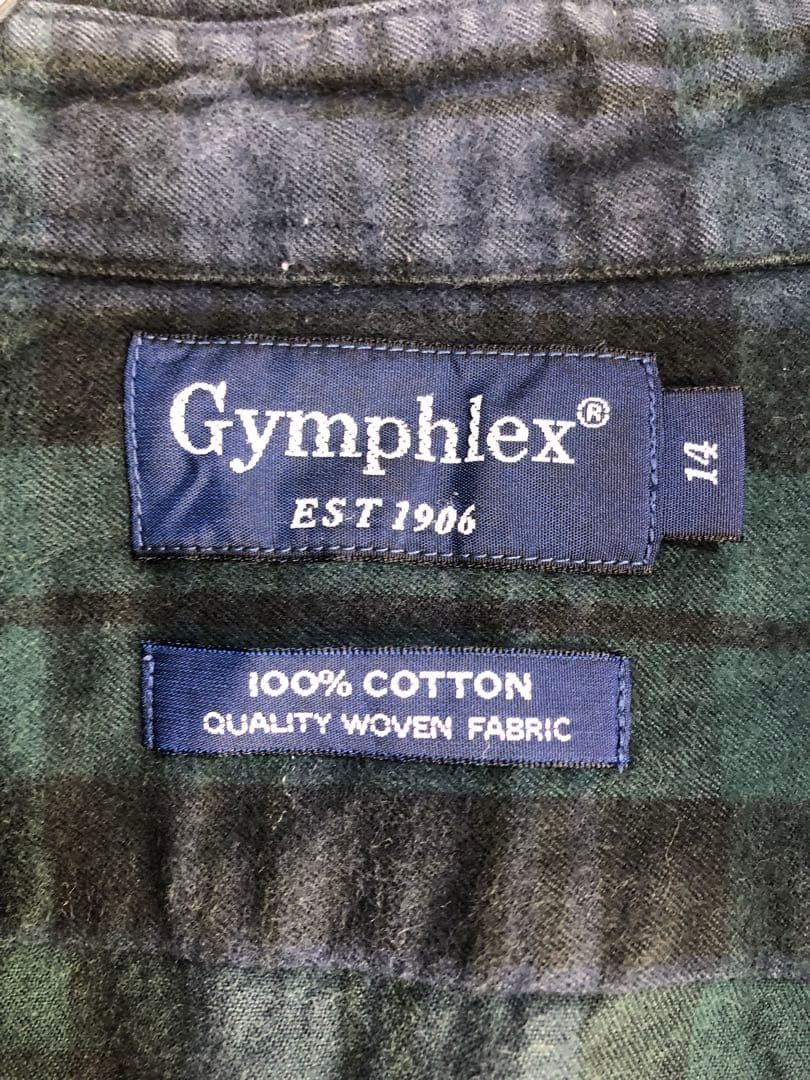 Gymphlex®
EST 1906
14
100% COTTON
QUALITY WOVEN FABRIC